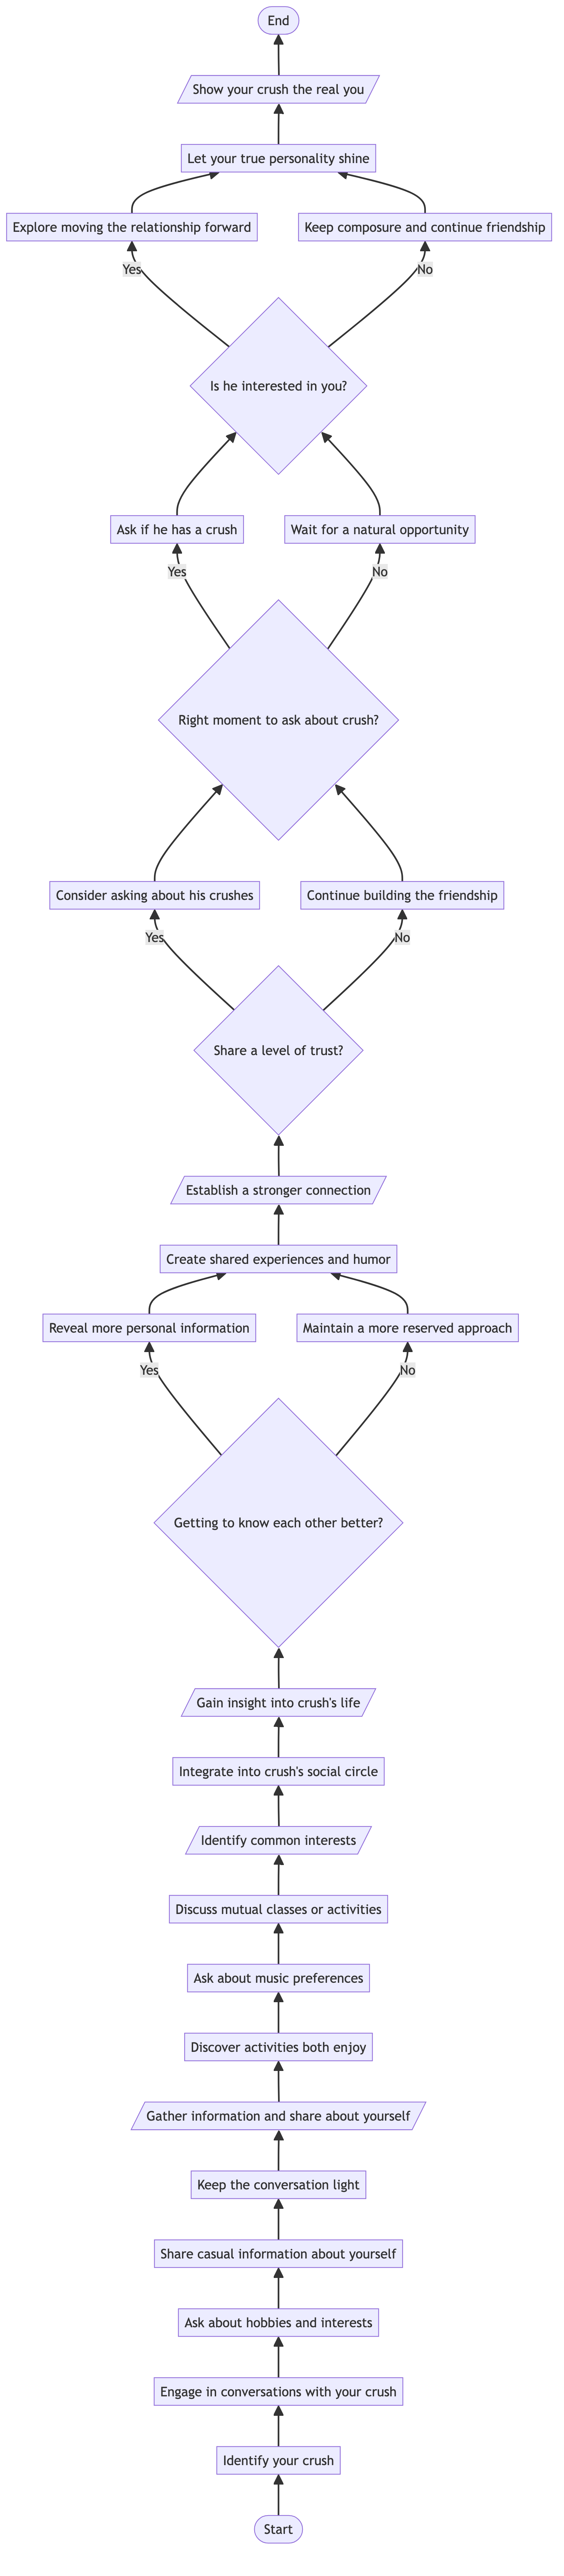 End
Show your crush the real you
Let your true personality shine
Explore moving the relationship forward
Keep composure and continue friendship
Yes
No
Is he interested in you?
Ask if he has a crush
Wait for a natural opportunity
Yes
No
Right moment to ask about crush?
Consider asking about his crushes
Continue building the friendship
Yes
No
Share a level of trust?
Establish a stronger connection
Create shared experiences and humor
Reveal more personal information
Maintain a more reserved approach
Yes
No
Getting to know each other better?
Gain insight into crush's life
Integrate into crush's social circle
Identify common interests
Discuss mutual classes or activities
Ask about music preferences
Discover activities both enjoy
Gather information and share about yourself
Keep the conversation light
Share casual information about yourself
Ask about hobbies and interests
Engage in conversations with your crush
Identify your crush
Start